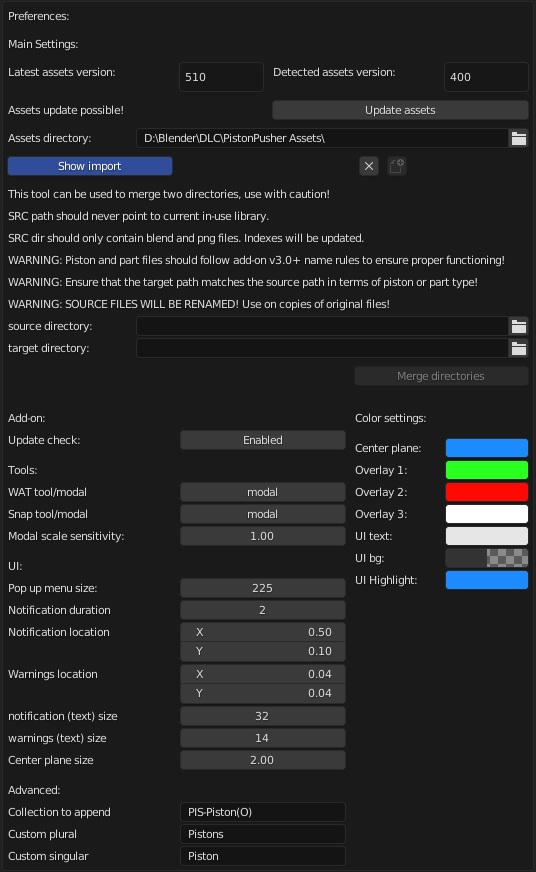 Preferences:
Main Settings:
Latest assets version: 510 Detected assets version: 400
Assets update possible! Update assets
Assets directory: D:\Blender\DLC\PistonPusher Assets\
Show import
This tool can be used to merge two directories, use with caution!
SRC path should never point to current in-use library.
SRC dir should only contain blend and png files. Indexes will be updated.
WARNING: Piston and part files should follow add-on v3.0+ name rules to ensure proper functioning!
WARNING: Ensure that the target path matches the source path in terms of piston or part type!
WARNING: SOURCE FILES WILL BE RENAMED! Use on copies of original files!
source directory:
target directory:
Merge directories
Add-on:
Update check: Enabled
Tools:
WAT tool/modal modal
Snap tool/modal modal
Modal scale sensitivity: 1.00
UI:
Pop up menu size: 225
Notification duration 2
Notification location X 0.50
Y 0.10
Warnings location X 0.04
Y 0.04
notification (text) size 32
warnings (text) size 14
Center plane size 2.00
Advanced:
Collection to append PIS-Piston(O)
Custom plural Pistons
Custom singular Piston
Color settings:
Center plane:
Overlay 1:
Overlay 2:
Overlay 3:
UI text:
UI bg:
UI Highlight: